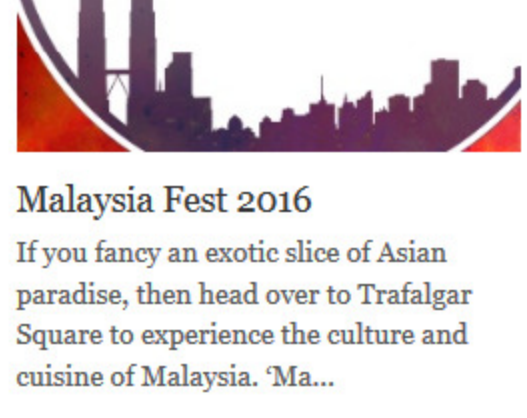 Malaysia Fest 2016
If you fancy an exotic slice of Asian
paradise, then head over to Trafalgar
Square to experience the culture and
cuisine of Malaysia. ‘Ma...